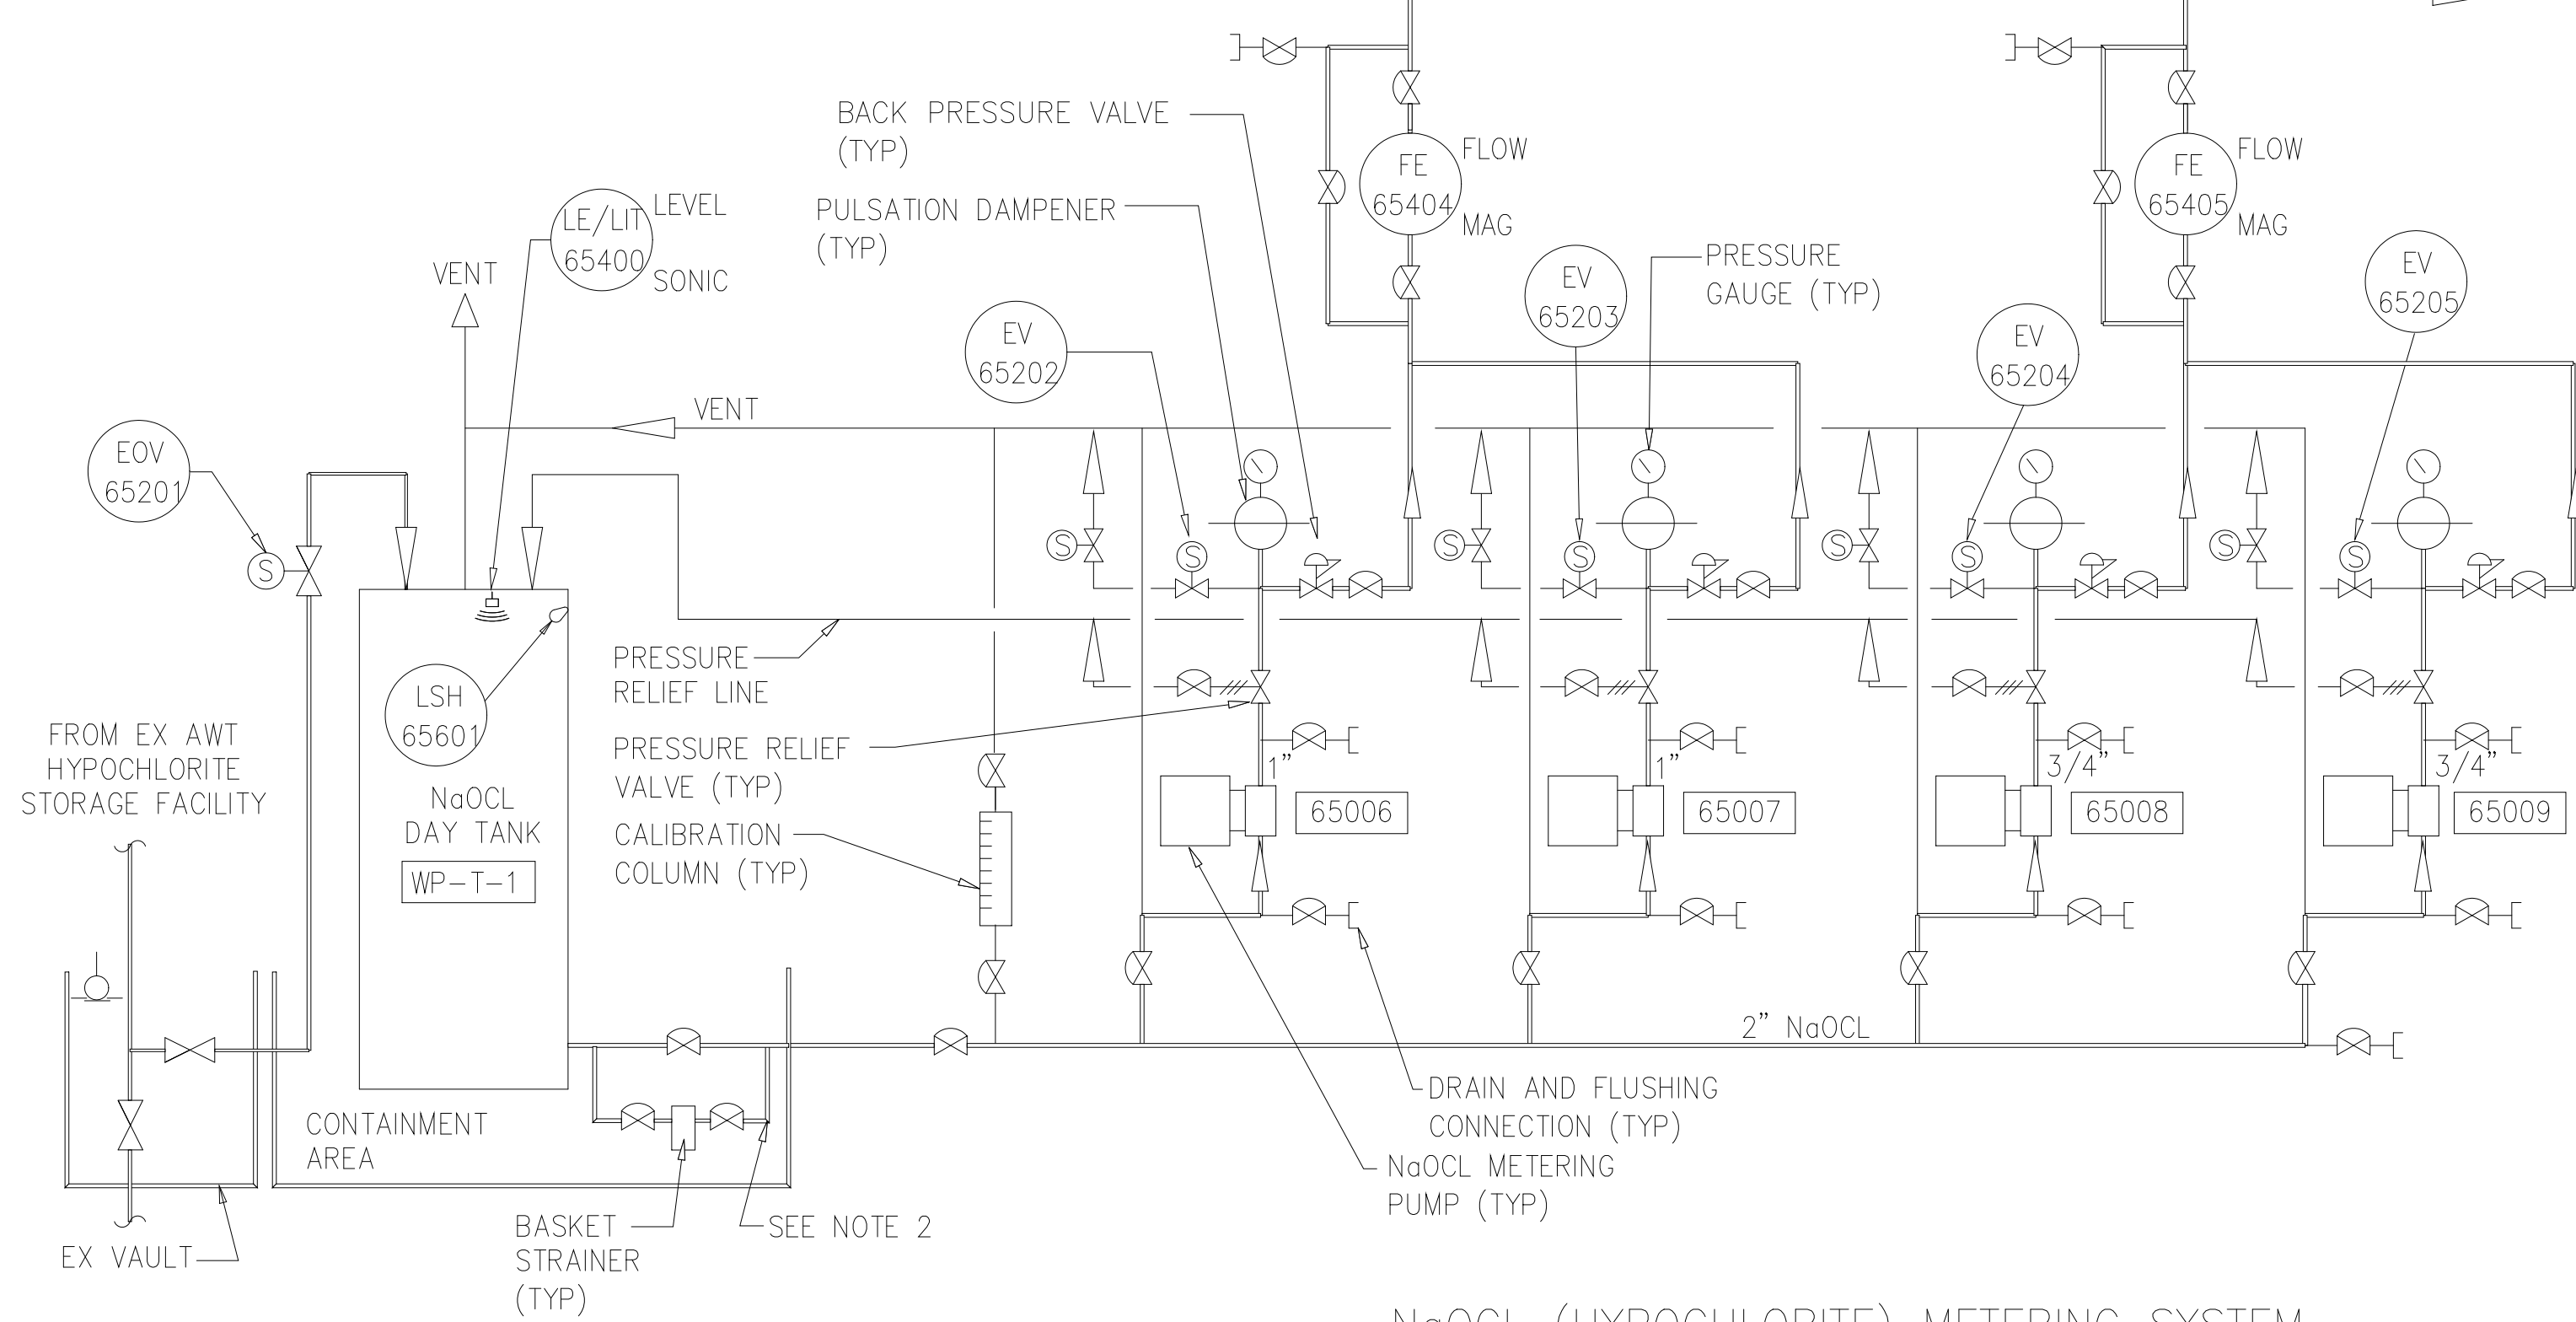 BACK PRESSURE VALVE
(TYP)
PULSATION DAMPENER
(TYP)
LE/LIT
65400
LEVEL
SONIC
VENT
VENT
EOV
65201
S
LSH
65601
NaOCL
DAY TANK
WP-T-1
FROM EX AWT
HYPOCHLORITE
STORAGE FACILITY
CONTAINMENT
AREA
EX VAULT
BASKET
STRAINER
(TYP)
SEE NOTE 2
PRESSURE
RELIEF LINE
PRESSURE RELIEF
VALVE (TYP)
CALIBRATION
COLUMN (TYP)
EV
65202
FE
65404
FLOW
MAG
EV
65203
PRESSURE
GAUGE (TYP)
EV
65204
FE
65405
FLOW
MAG
EV
65205
S
S
S
S
S
S
S
S
1"
65006
1"
65007
3/4"
65008
3/4"
65009
2" NaOCL
DRAIN AND FLUSHING
CONNECTION (TYP)
NaOCL METERING
PUMP (TYP)
NaOCL (HYPOCHLORITE) METERING SYSTEM